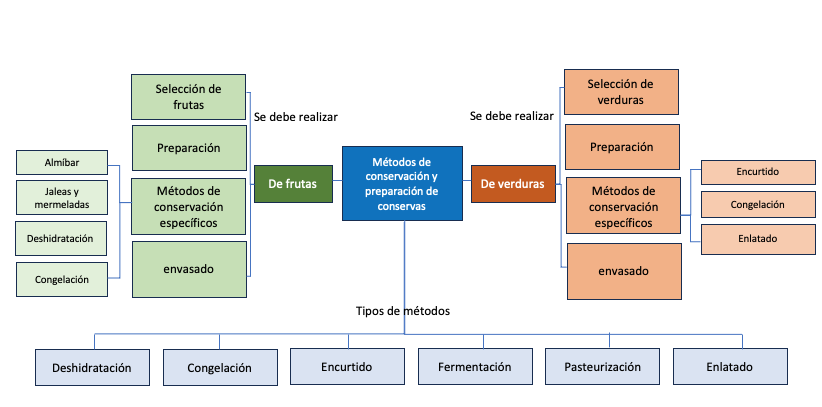 Selección de
frutas
Se debe realizar
Preparación
Almíbar
Jaleas y
mermeladas
Deshidratación
Congelación
Métodos de
conservación
específicos
envasado
De frutas
Métodos de
conservación y
preparación de
conservas
De verduras
Se debe realizar
Selección de
verduras
Preparación
Métodos de
conservación
específicos
envasado
Encurtido
Congelación
Enlatado
Tipos de métodos
Deshidratación
Congelación
Encurtido
Fermentación
Pasteurización
Enlatado